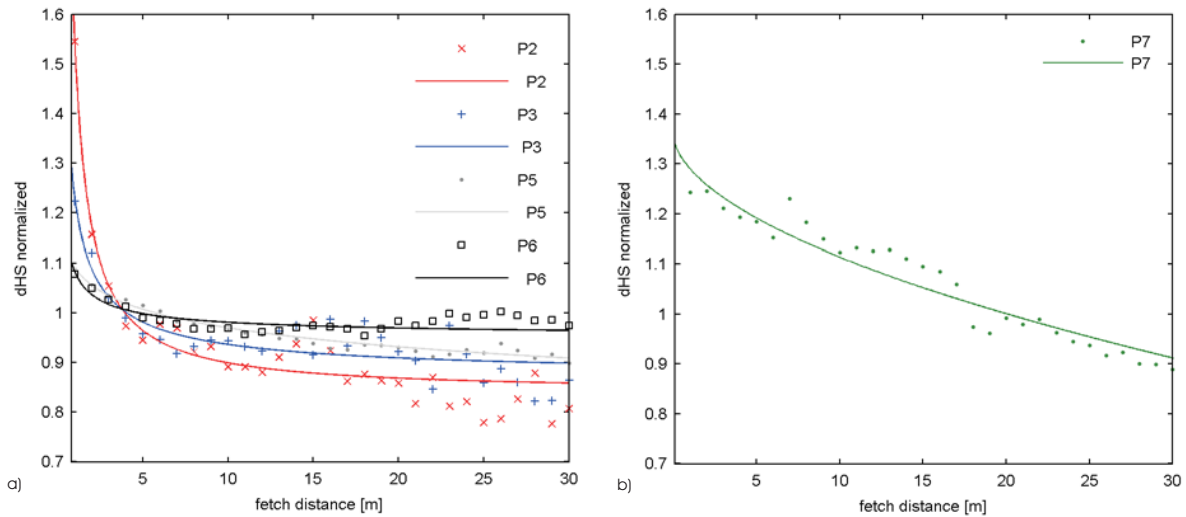 1.6
1.5
1.4
1.3
1.2
1.1
1
0.9
0.8
0.7
dHS normalized
5
10
15
20
25
30
fetch distance [m]
P2
P2
P3
P3
P5
P5
P6
P6
a)
1.6
1.5
1.4
1.3
1.2
1.1
1
0.9
0.8
0.7
dHS normalized
5
10
15
20
25
30
fetch distance [m]
P7
P7
b)